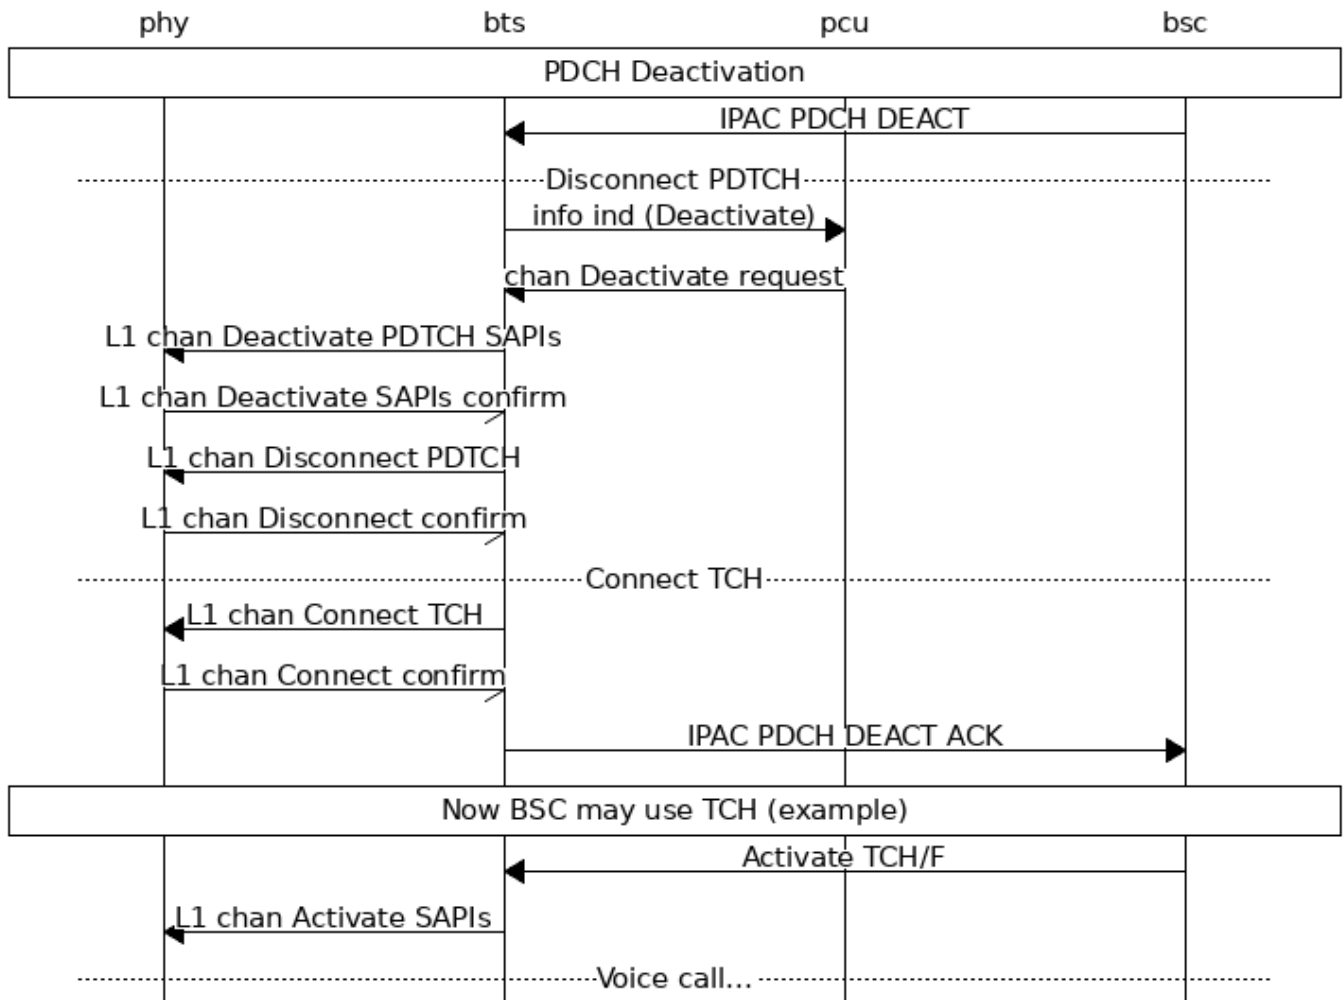 phy bts pcu bsc
PDCH Deactivation
IPAC PDCH DEACT
Disconnect PDTCH
info ind (Deactivate)
chan Deactivate request
L1 chan Deactivate PDTCH SAPIs
L1 chan Deactivate SAPIs confirm
L1 chan Disconnect PDTCH
L1 chan Disconnect confirm
Connect TCH
L1 chan Connect TCH
L1 chan Connect confirm
IPAC PDCH DEACT ACK
Now BSC may use TCH (example)
Activate TCH/F
L1 chan Activate SAPIs
Voice call...